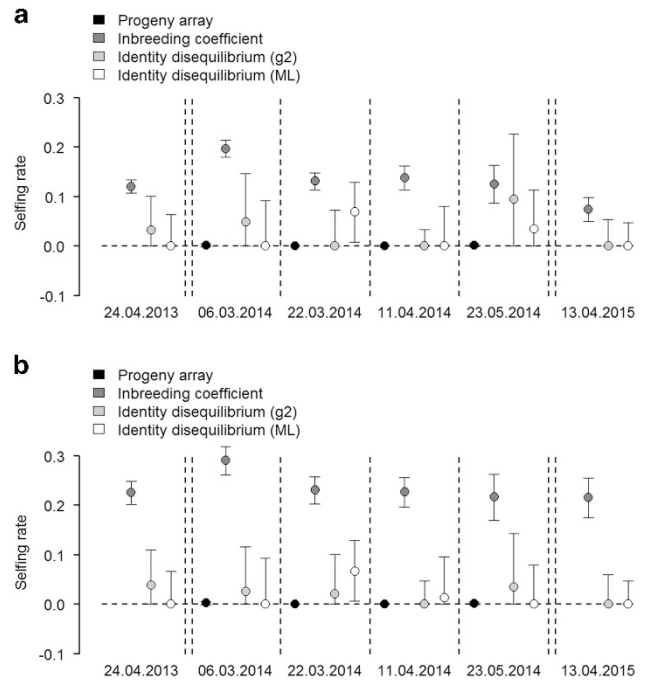 a
Progeny array
Inbreeding coefficient
Identity disequilibrium (g2)
Identity disequilibrium (ML)
0.3
0.2
0.1
0.0
-0.1
Selfing rate
24.04.2013 06.03.2014 22.03.2014 11.04.2014 23.05.2014 13.04.2015
b
Progeny array
Inbreeding coefficient
Identity disequilibrium (g2)
Identity disequilibrium (ML)
0.3
0.2
0.1
0.0
-0.1
Selfing rate
24.04.2013 06.03.2014 22.03.2014 11.04.2014 23.05.2014 13.04.2015